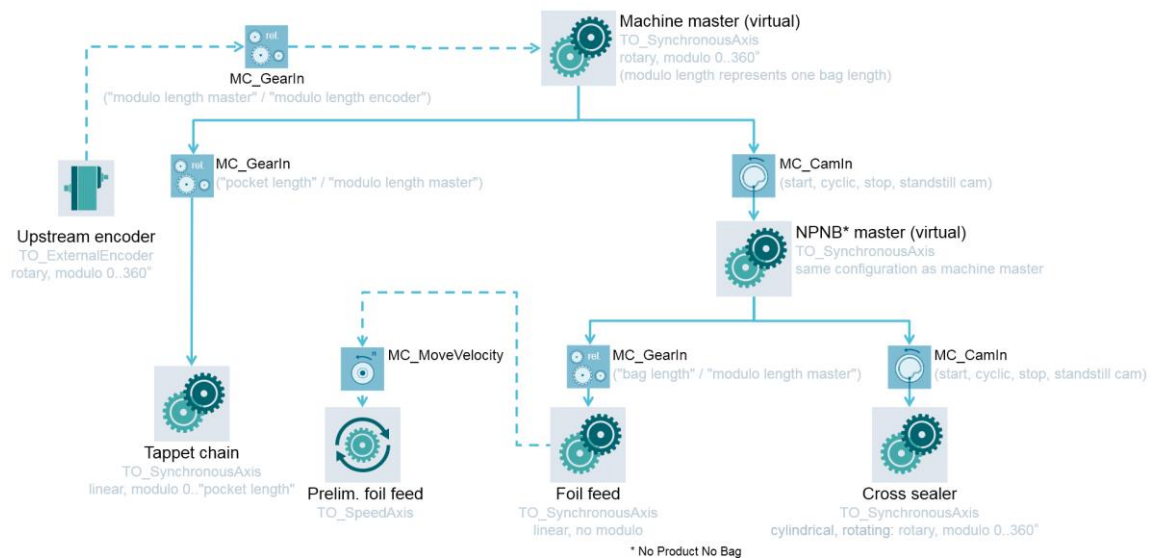 Machine master (virtual)
TO_SynchronousAxis
rotary, modulo 0..360°
(modulo length represents one bag length)
rel.
MC_GearIn
("modulo length master" / "modulo length encoder")
rel.
MC_GearIn
("pocket length" / "modulo length master")
MC_CamIn
(start, cyclic, stop, standstill cam)
Upstream encoder
TO_ExternalEncoder
rotary, modulo 0..360°
NPNB* master (virtual)
TO_SynchronousAxis
same configuration as machine master
n
MC_MoveVelocity
rel.
MC_GearIn
("bag length" / "modulo length master")
MC_CamIn
(start, cyclic, stop, standstill cam)
Tappet chain
TO_SynchronousAxis
linear, modulo 0.."pocket length"
Prelim. foil feed
TO_SpeedAxis
Foil feed
TO_SynchronousAxis
linear, no modulo
Cross sealer
TO_SynchronousAxis
cylindrical, rotating: rotary, modulo 0..360°
* No Product No Bag